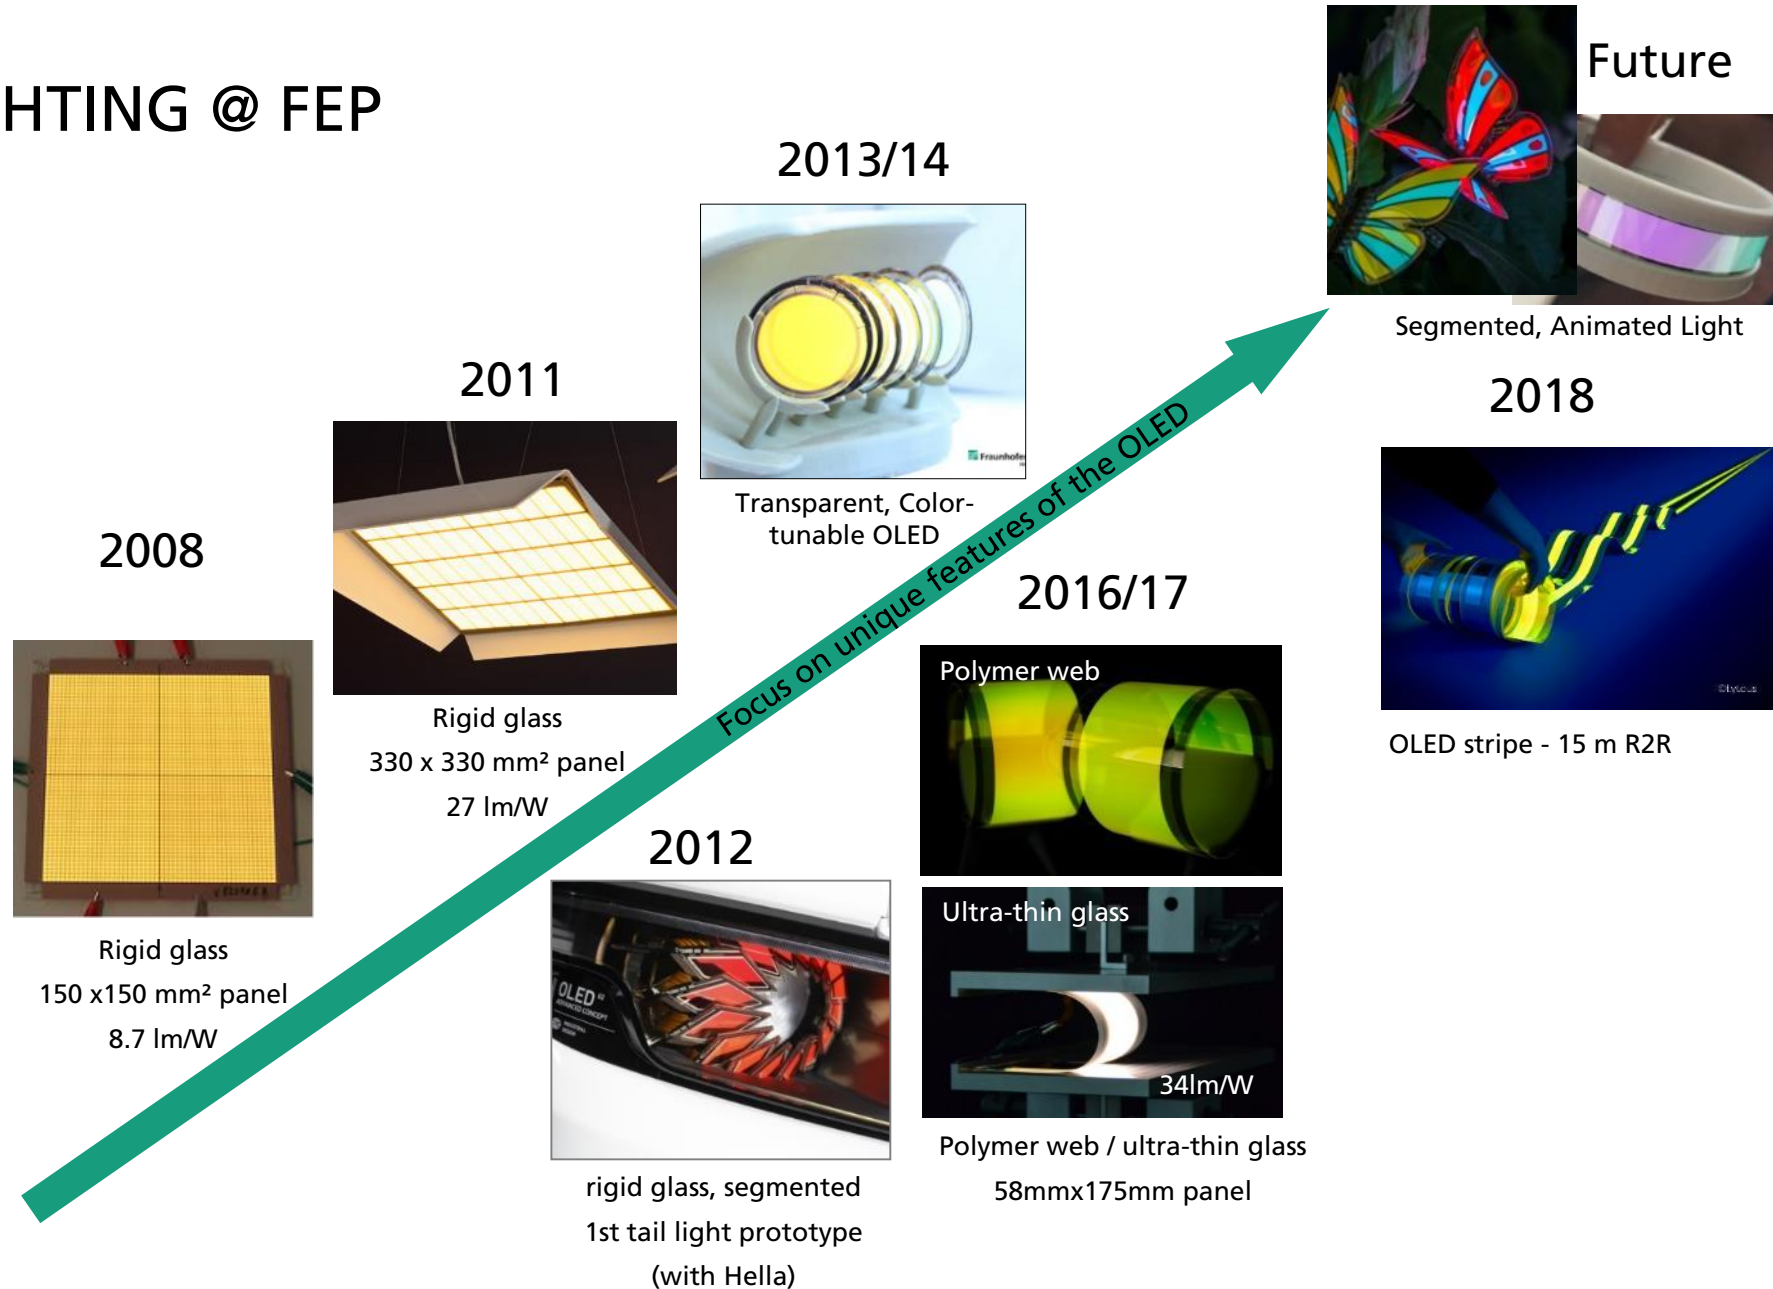 HTING @ FEP
Future
Segmented, Animated Light
2013/14
Fraunhofer
Transparent, Color-
tunable OLED
2011
Rigid glass
330 x 330 mm² panel
27 lm/W
2008
Rigid glass
150 x150 mm² panel
8.7 lm/W
Focus on unique features of the OLED
2018
OLED stripe - 15 m R2R
2016/17
Polymer web
Ultra-thin glass
34lm/W
Polymer web / ultra-thin glass
58mmx175mm panel
2012
OLED
ADVANCED CONCEPT
rigid glass, segmented
1st tail light prototype
(with Hella)